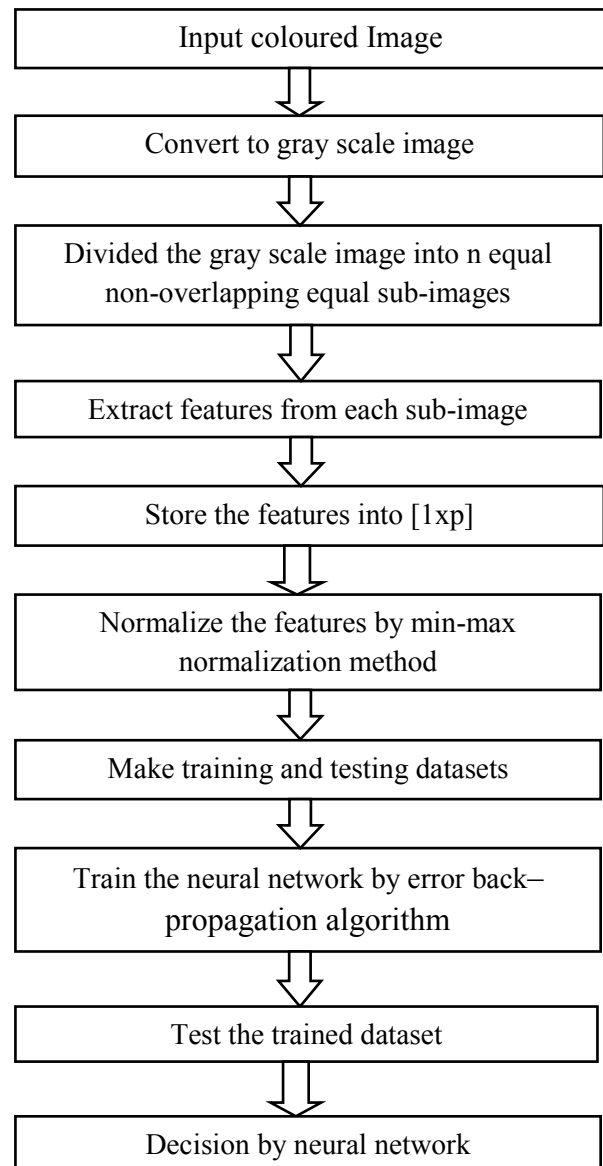 Input coloured Image
Convert to gray scale image
Divided the gray scale image into n equal
non-overlapping equal sub-images
Extract features from each sub-image
Store the features into [1xp]
Normalize the features by min-max
normalization method
Make training and testing datasets
Train the neural network by error back–
propagation algorithm
Test the trained dataset
Decision by neural network